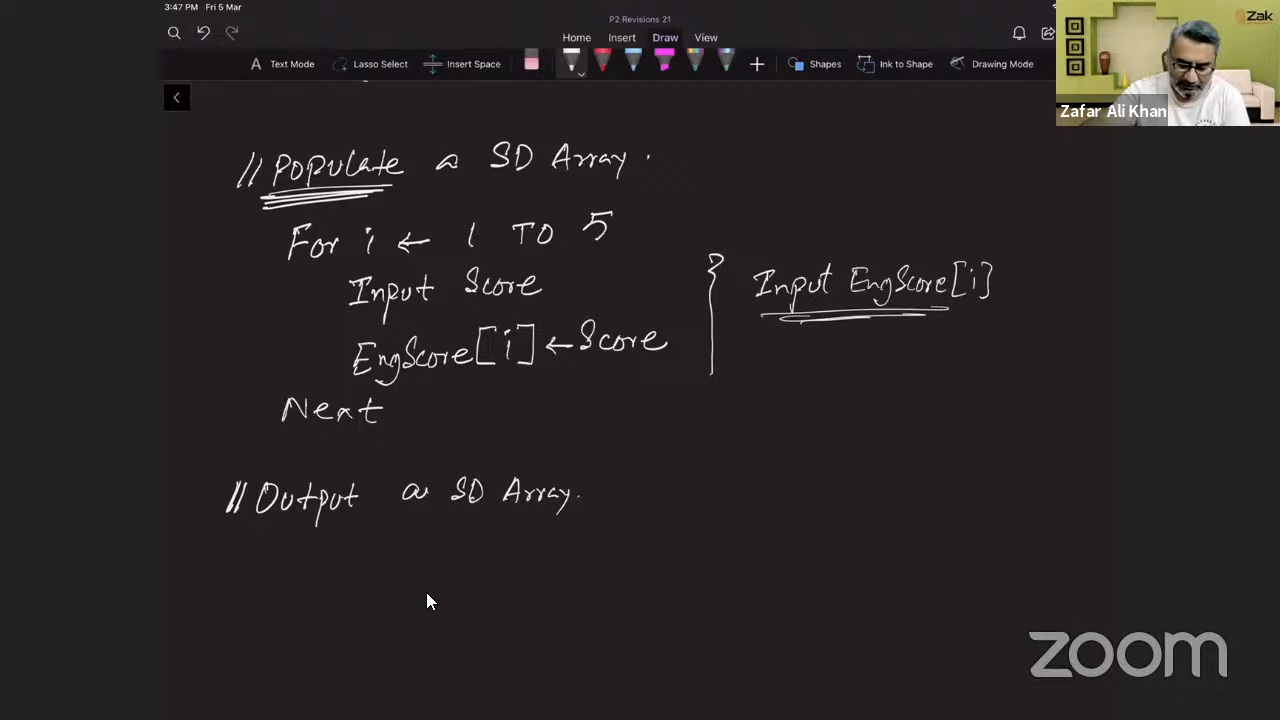 3:47 PM Fri 5 Mar
P2 Revisions 21
Home Insert Draw View
Text Mode Lasso Select Insert Space Shapes Ink to Shape Drawing Mode
Zak
Zafar Ali Khan
// Populate a SD Array.
For i ← 1 TO 5
Input Score
EngScore[i] ← Score
} Input EngScore[i]
Next
// Output a SD Array.
zoom